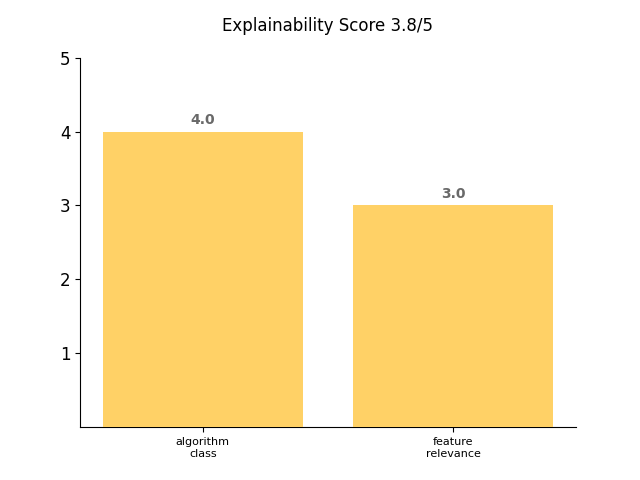 Explainability Score 3.8/5
5
4
3
2
1
4.0
3.0
algorithm
class
feature
relevance